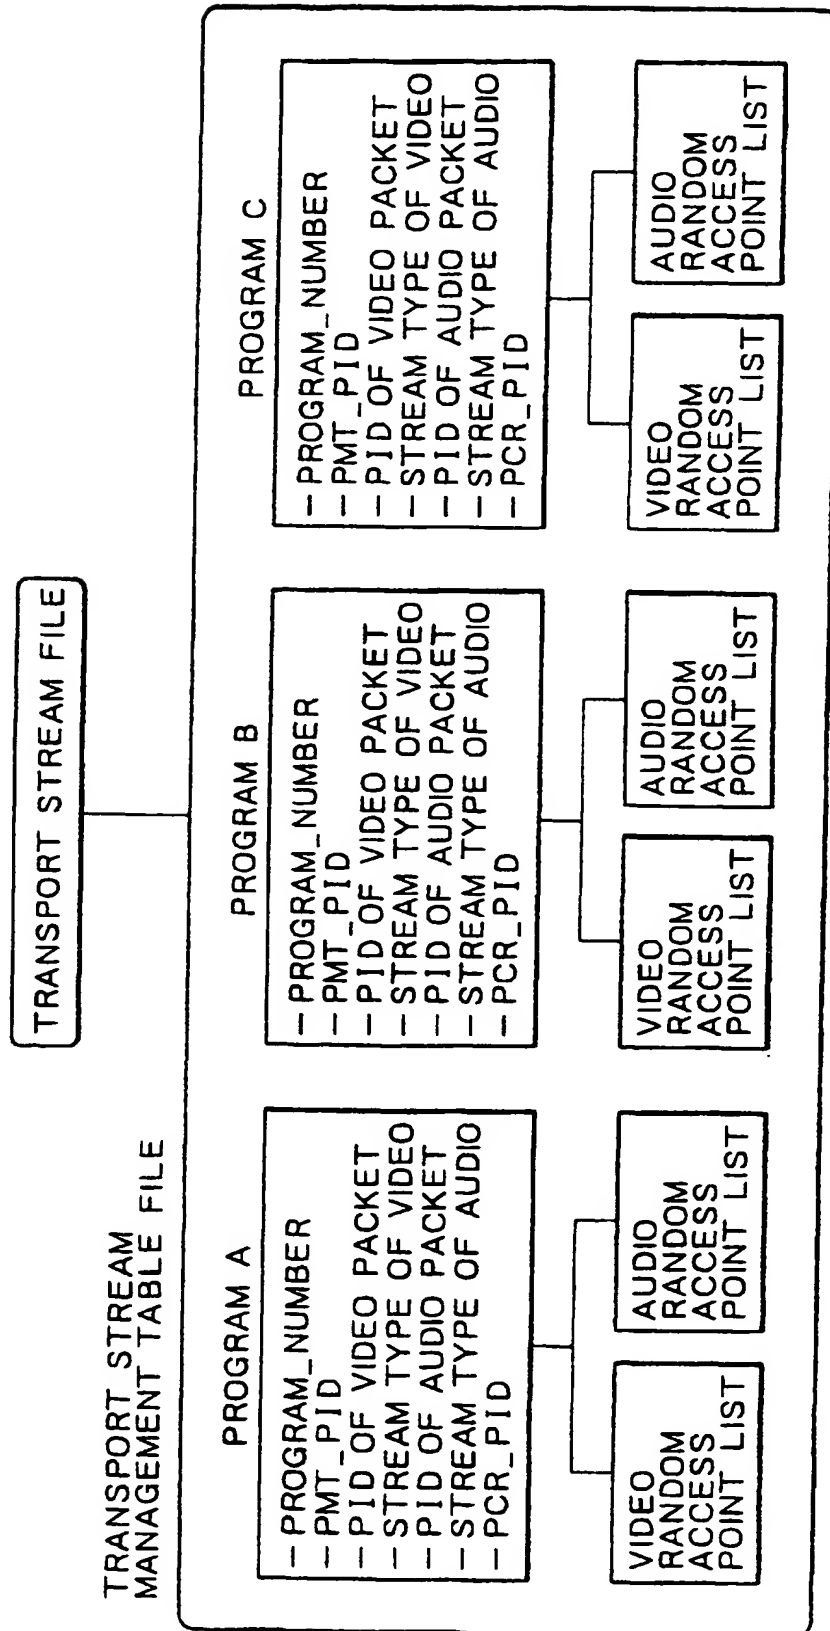 TRANSPORT STREAM FILE
TRANSPORT STREAM
MANAGEMENT TABLE FILE
PROGRAM A
– PROGRAM_NUMBER
– PMT_PID
– PID OF VIDEO PACKET
– STREAM TYPE OF VIDEO
– PID OF AUDIO PACKET
– STREAM TYPE OF AUDIO
– PCR_PID
VIDEO
RANDOM
ACCESS
POINT LIST
AUDIO
RANDOM
ACCESS
POINT LIST
PROGRAM B
– PROGRAM_NUMBER
– PMT_PID
– PID OF VIDEO PACKET
– STREAM TYPE OF VIDEO
– PID OF AUDIO PACKET
– STREAM TYPE OF AUDIO
– PCR_PID
VIDEO
RANDOM
ACCESS
POINT LIST
AUDIO
RANDOM
ACCESS
POINT LIST
PROGRAM C
– PROGRAM_NUMBER
– PMT_PID
– PID OF VIDEO PACKET
– STREAM TYPE OF VIDEO
– PID OF AUDIO PACKET
– STREAM TYPE OF AUDIO
– PCR_PID
VIDEO
RANDOM
ACCESS
POINT LIST
AUDIO
RANDOM
ACCESS
POINT LIST